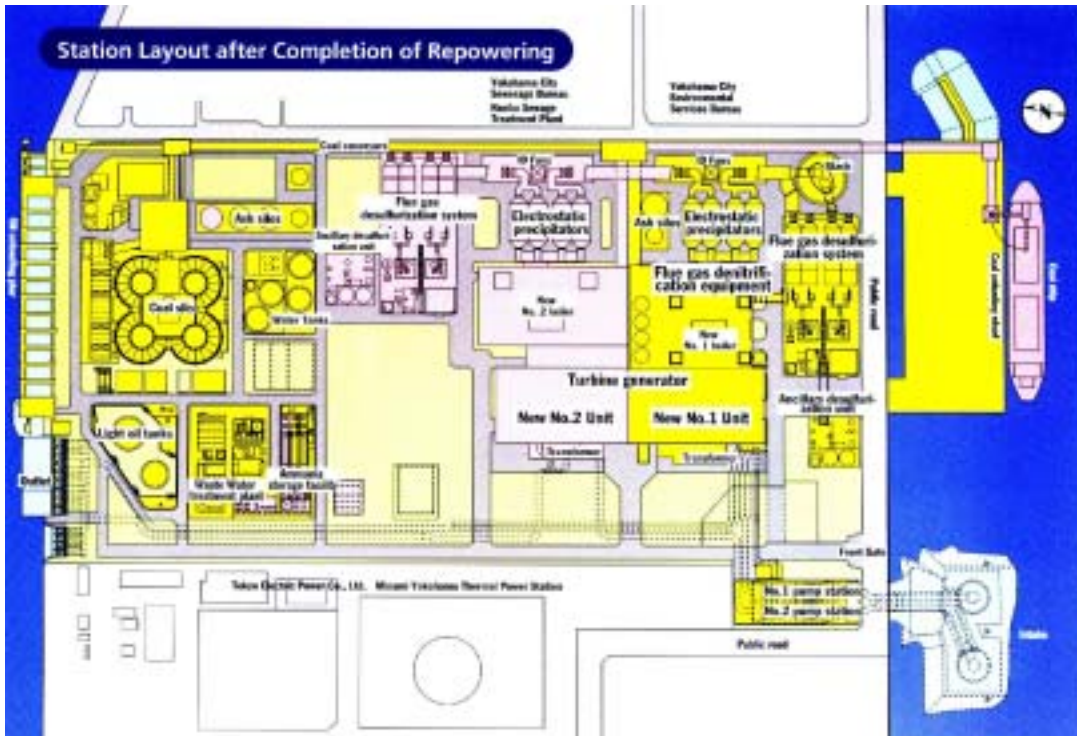 Station Layout after Completion of Repowering
Yokohama City
Sewerage Bureau
Sewage
Treatment Plant
Yokohama City
Environmental
Services Bureau
Coal conveyors
ID Fans
ID Fans
Stack
Ash silos
Flue gas
desulfurization system
Ancillary desulfuri-
zation unit
Electrostatic
precipitators
Ash silos
Electrostatic
precipitators
Flue gas desulfuri-
zation system
Coal silo
Water Tanks
New
No. 2 boiler
Flue gas denitrifi-
cation equipment
New
No. 1 boiler
Public road
Coal unloading wharf
Coal ship
Turbine generator
New No.2 Unit
New No.1 Unit
Ancillary desulfuri-
zation unit
Light oil tanks
Transformer
Transformer
Outlet
Waste Water
treatment plant
Ammonia
storage facility
Front Gate
Tokyo Electric Power Co., Ltd. Minami Yokohama Thermal Power Station
No.1 pump station
No.2 pump station
Intake
Public road